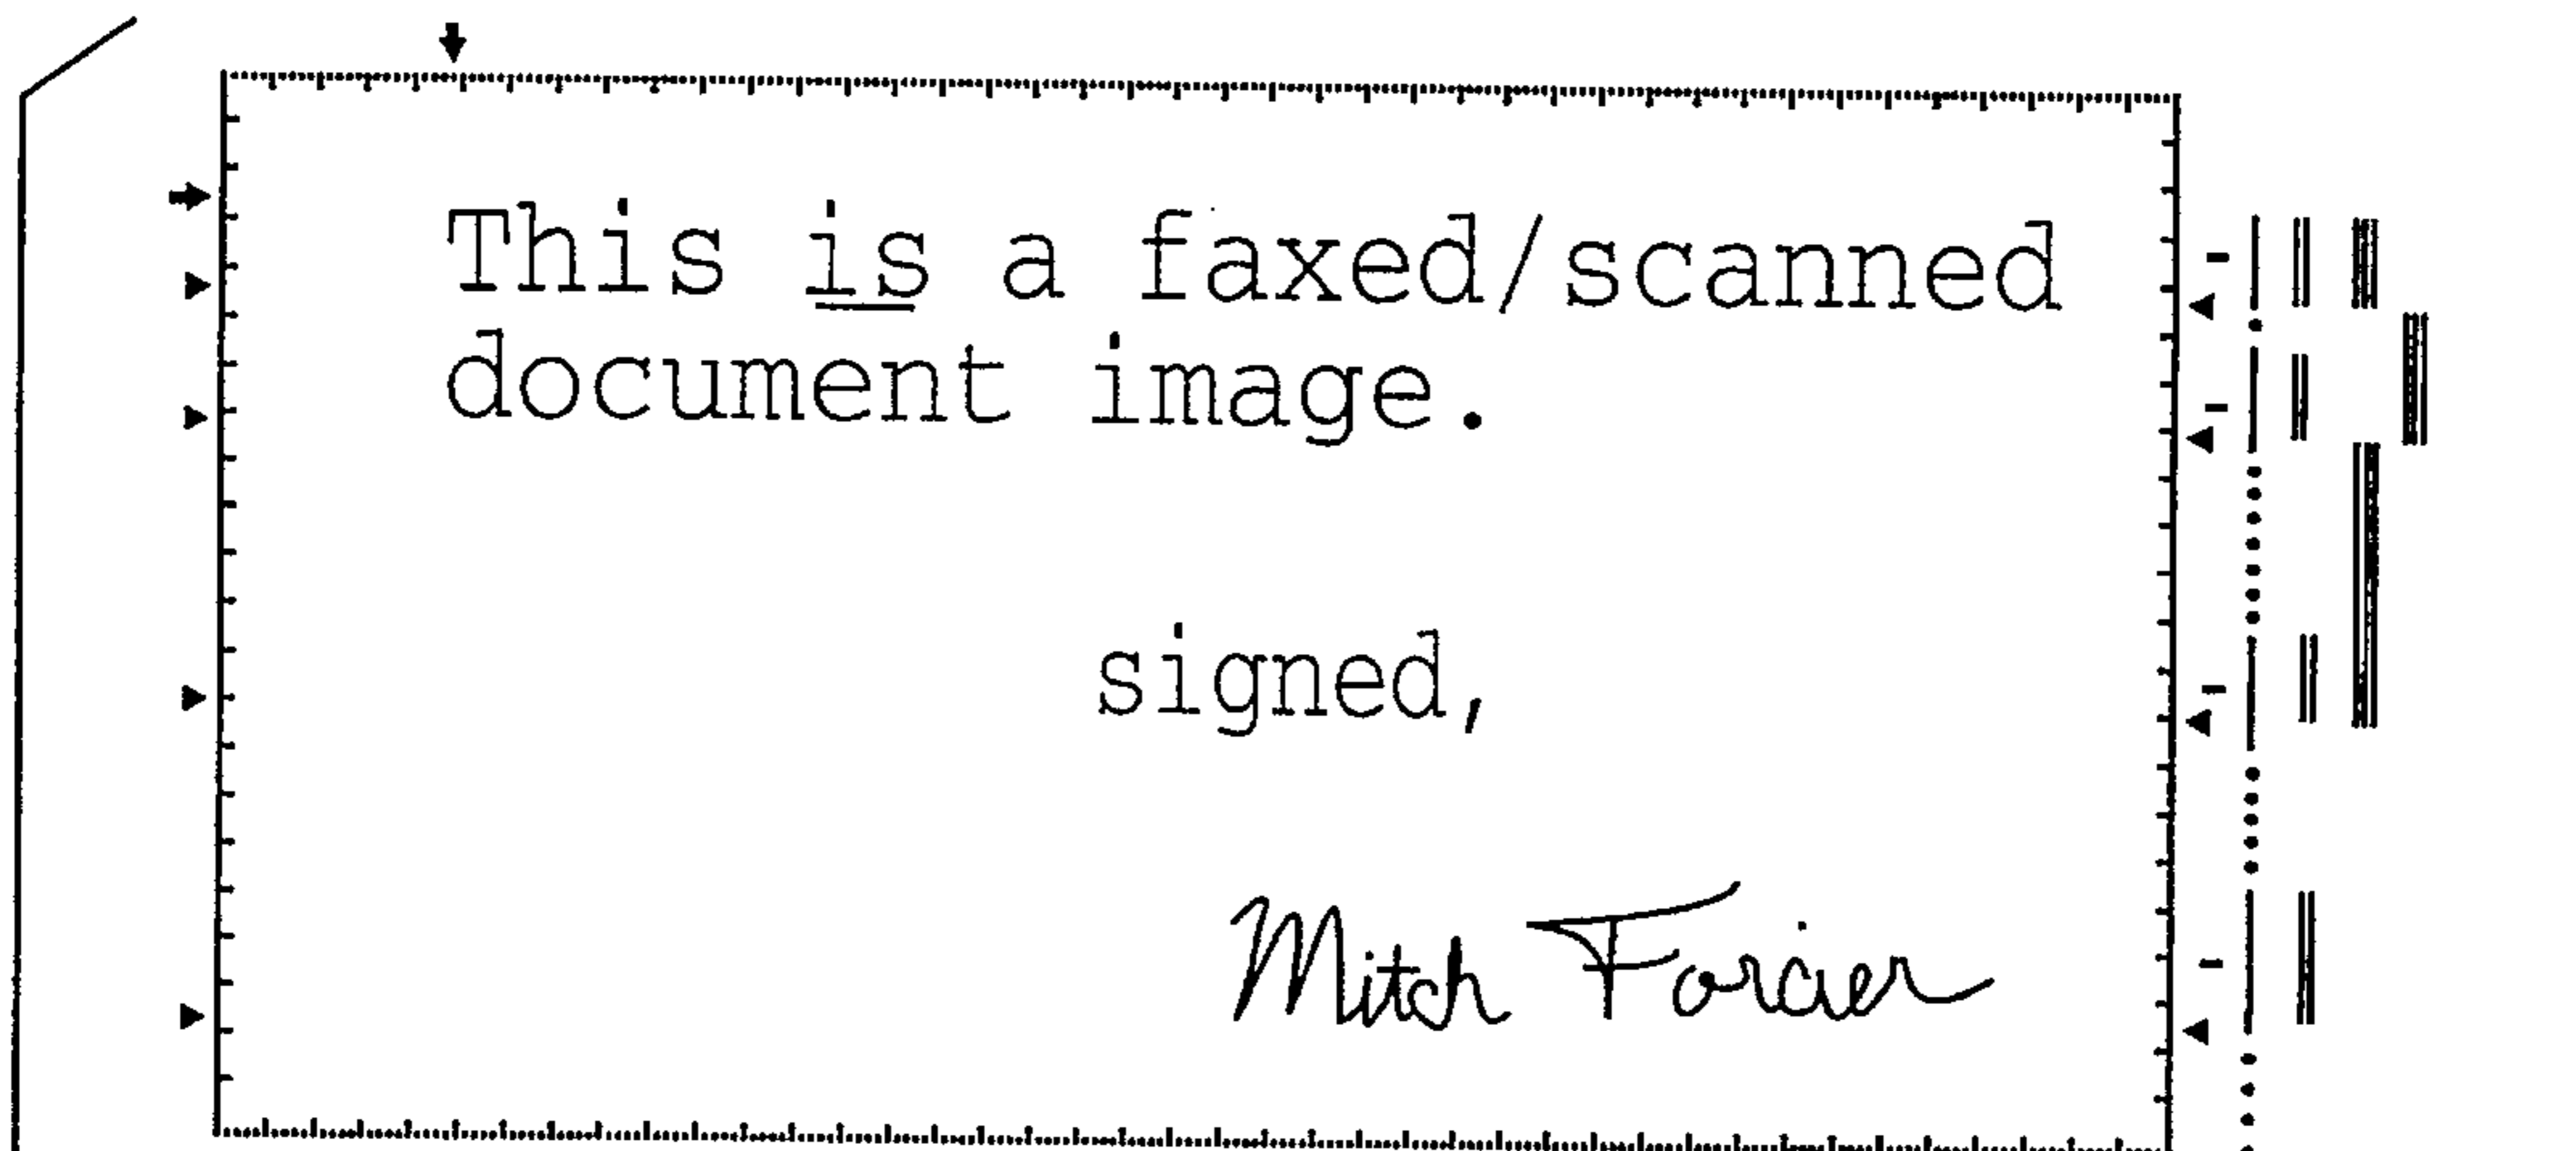 This is a faxed/scanned
document image.
signed,
Mitch Forcier